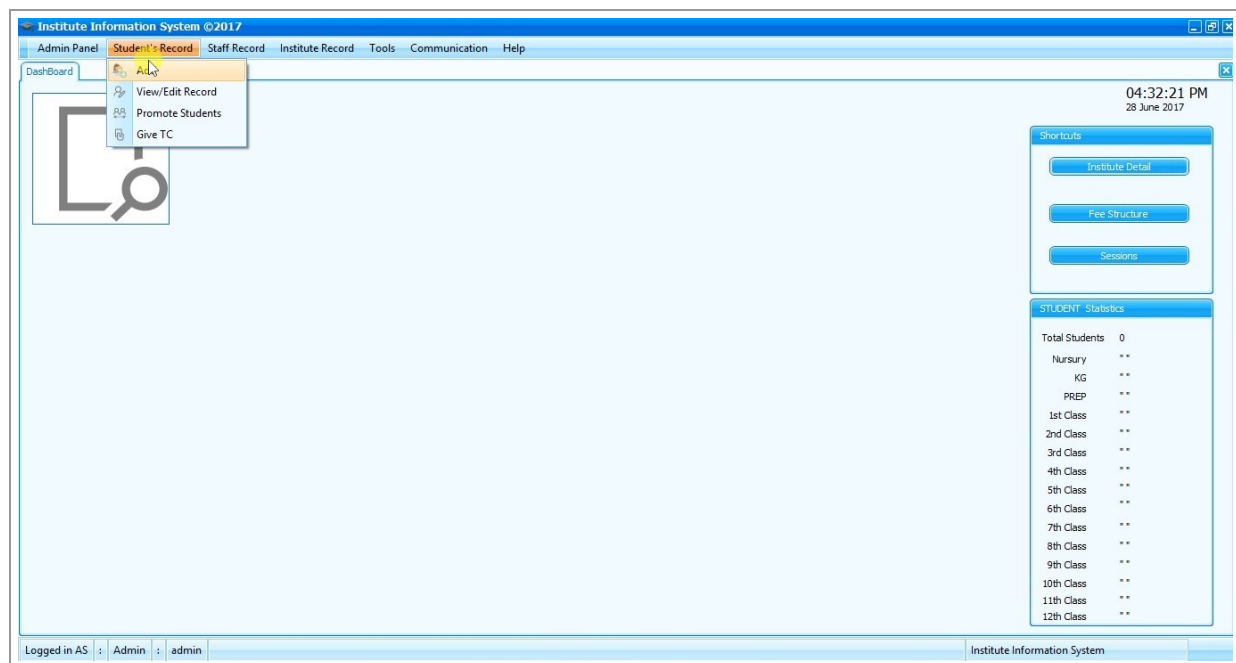 Institute Information System ©2017
Admin Panel Student's Record Staff Record Institute Record Tools Communication Help
DashBoard
View/Edit Record
Promote Students
Give TC
04:32:21 PM
28 June 2017
Shortcuts
Institute Detail
Fee Structure
Sessions
STUDENT Statistics
Total Students 0
Nursury " "
KG " "
PREP " "
1st Class " "
2nd Class " "
3rd Class " "
4th Class " "
5th Class " "
6th Class " "
7th Class " "
8th Class " "
9th Class " "
10th Class " "
11th Class " "
12th Class " "
Logged in AS : Admin : admin Institute Information System